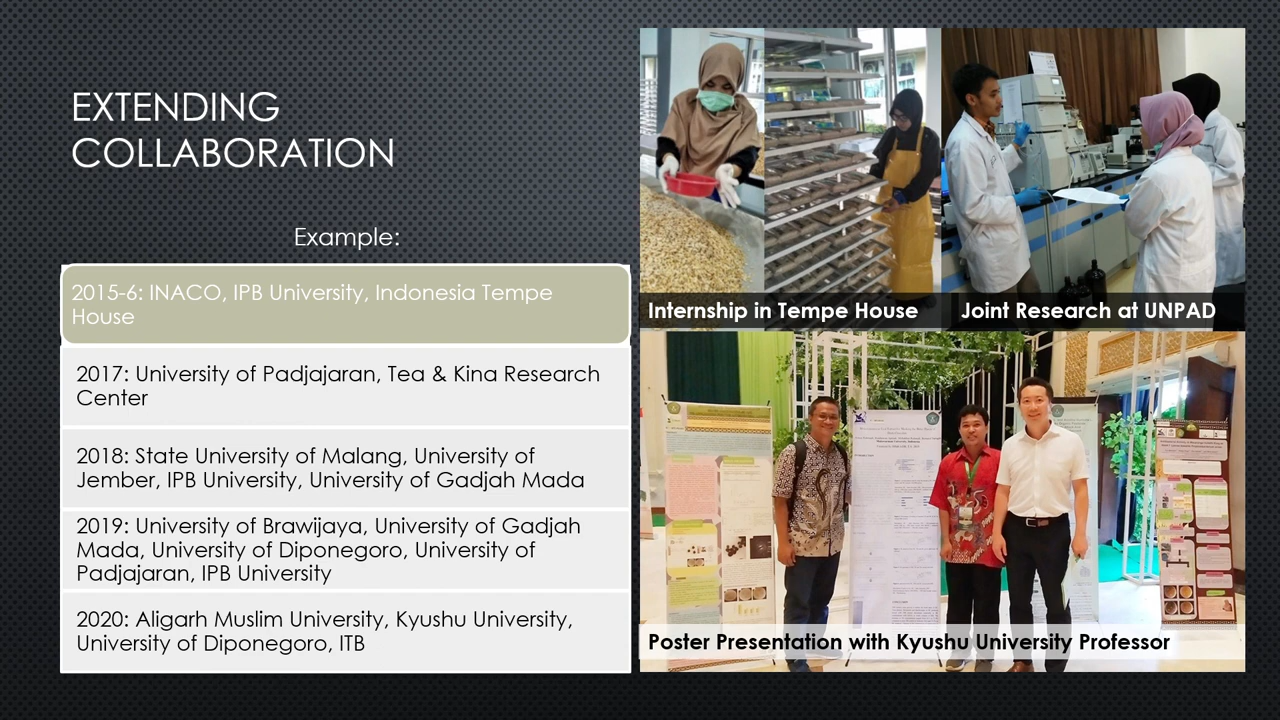 EXTENDING
COLLABORATION
Example:
2015-6: INACO, IPB University, Indonesia Tempe
House
2017: University of Padjajaran, Tea & Kina Research
Center
2018: State University of Malang, University of
Jember, IPB University, University of Gadjah Mada
2019: University of Brawijaya, University of Gadjah
Mada, University of Diponegoro, University of
Padjajaran, IPB University
2020: Aligarh Muslim University, Kyushu University,
University of Diponegoro, ITB
Internship in Tempe House
Joint Research at UNPAD
Poster Presentation with Kyushu University Professor